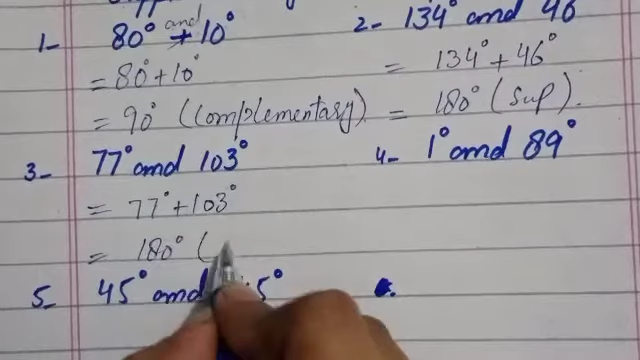 1- 80° and 10°
= 80° + 10°
= 90° (Complementary)
2- 134° and 46
= 134° + 46°
= 180° (Sup).
3- 77° and 103°
= 77° + 103°
= 180° (
4- 1° and 89°
5- 45° and 5°